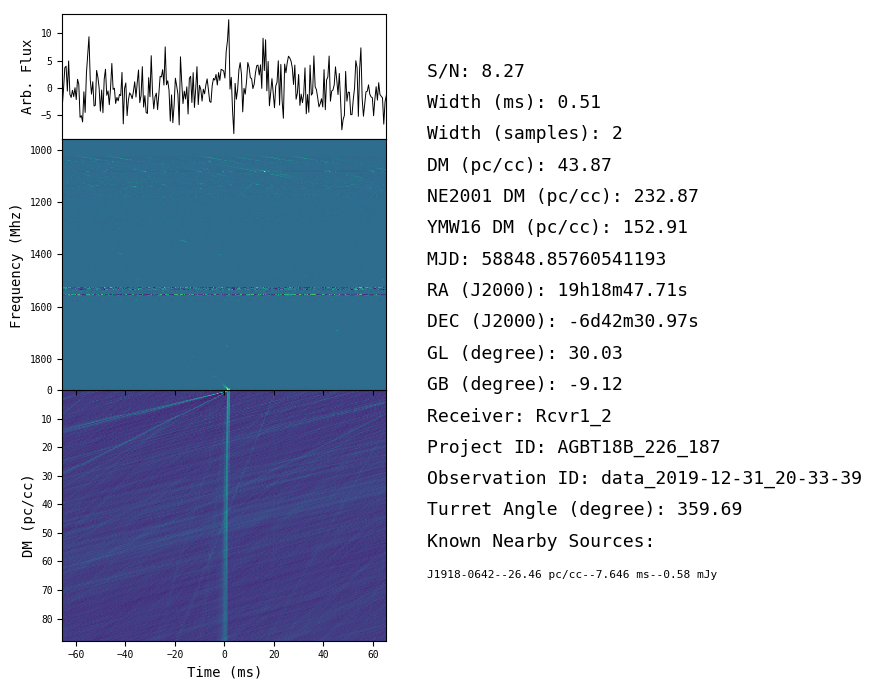 10
5
0
−5
Arb. Flux
1000
1200
1400
1600
1800
Frequency (Mhz)
0
10
20
30
40
50
60
70
80
DM (pc/cc)
−60
−40
−20
0
20
40
60
Time (ms)
S/N: 8.27
Width (ms): 0.51
Width (samples): 2
DM (pc/cc): 43.87
NE2001 DM (pc/cc): 232.87
YMW16 DM (pc/cc): 152.91
MJD: 58848.85760541193
RA (J2000): 19h18m47.71s
DEC (J2000): -6d42m30.97s
GL (degree): 30.03
GB (degree): -9.12
Receiver: Rcvr1_2
Project ID: AGBT18B_226_187
Observation ID: data_2019-12-31_20-33-39
Turret Angle (degree): 359.69
Known Nearby Sources:
J1918-0642--26.46 pc/cc--7.646 ms--0.58 mJy